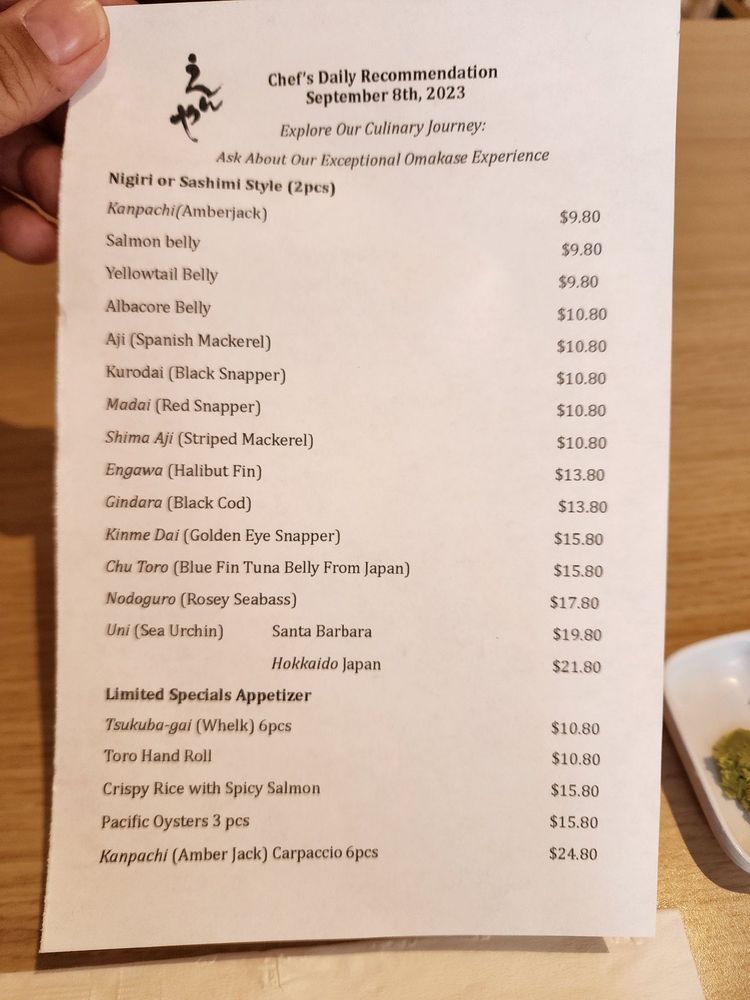 Chef's Daily Recommendation
September 8th, 2023
Explore Our Culinary Journey:
Ask About Our Exceptional Omakase Experience
Nigiri or Sashimi Style (2pcs)
Kanpachi(Amberjack) $9.80
Salmon belly $9.80
Yellowtail Belly $9.80
Albacore Belly $10.80
Aji (Spanish Mackerel) $10.80
Kurodai (Black Snapper) $10.80
Madai (Red Snapper) $10.80
Shima Aji (Striped Mackerel) $10.80
Engawa (Halibut Fin) $13.80
Gindara (Black Cod) $13.80
Kinme Dai (Golden Eye Snapper) $15.80
Chu Toro (Blue Fin Tuna Belly From Japan) $15.80
Nodoguro (Rosey Seabass) $17.80
Uni (Sea Urchin) Santa Barbara $19.80
Hokkaido Japan $21.80
Limited Specials Appetizer
Tsukuba-gai (Whelk) 6pcs $10.80
Toro Hand Roll $10.80
Crispy Rice with Spicy Salmon $15.80
Pacific Oysters 3 pcs $15.80
Kanpachi (Amber Jack) Carpaccio 6pcs $24.80